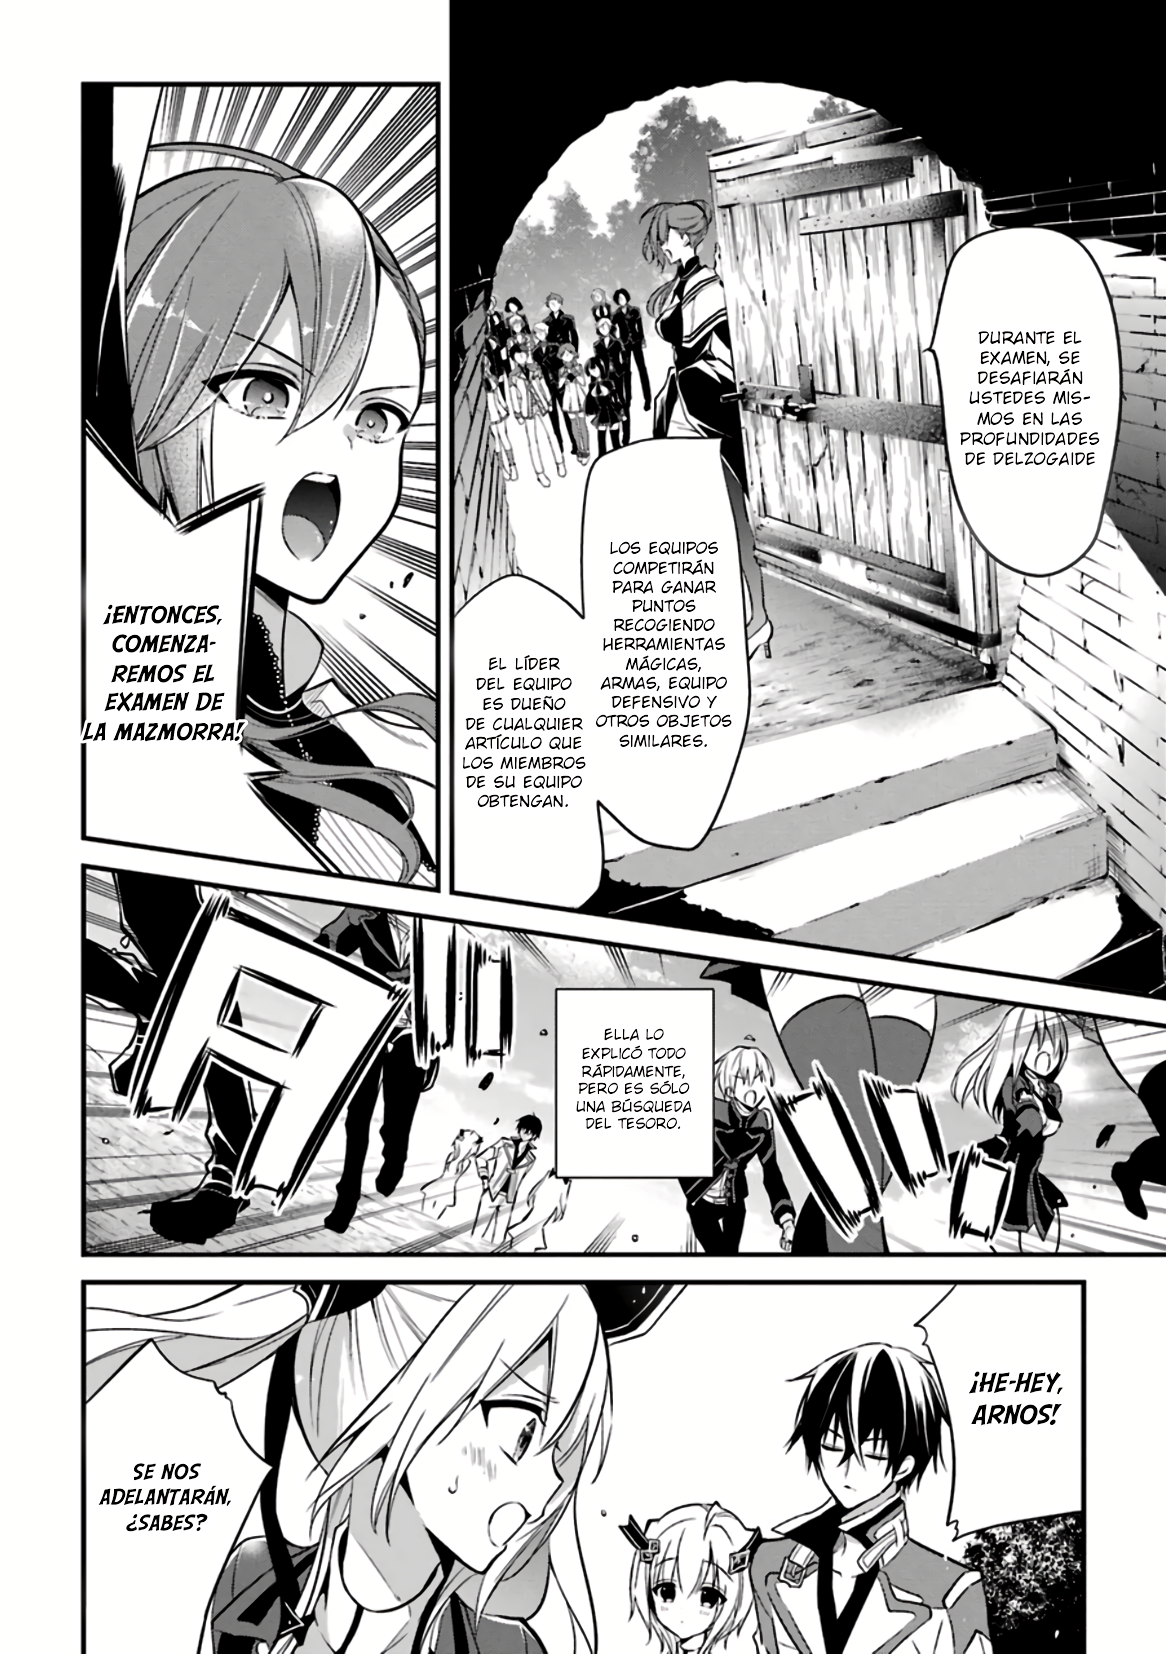 DURANTE EL
EXAMEN, SE
DESAFIARÁN
USTEDES MIS-
MOS EN LAS
PROFUNDIDADES
DE DELZOGAIDE
LOS EQUIPOS
COMPETIRÁN
PARA GANAR
PUNTOS
RECOGIENDO
HERRAMIENTAS
MÁGICAS,
ARMAS, EQUIPO
DEFENSIVO Y
OTROS OBJETOS
SIMILARES.
EL LÍDER
DEL EQUIPO
ES DUEÑO
DE CUALQUIER
ARTÍCULO QUE
LOS MIEMBROS
DE SU EQUIPO
OBTENGAN.
¡ENTONCES,
COMENZA-
REMOS EL
EXAMEN DE
LA MAZMORRA!
ELLA LO
EXPLICÓ TODO
RÁPIDAMENTE,
PERO ES SÓLO
UNA BÚSQUEDA
DEL TESORO.
¡HE-HEY,
ARNOS!
SE NOS
ADELANTARÁN,
¿SABES?